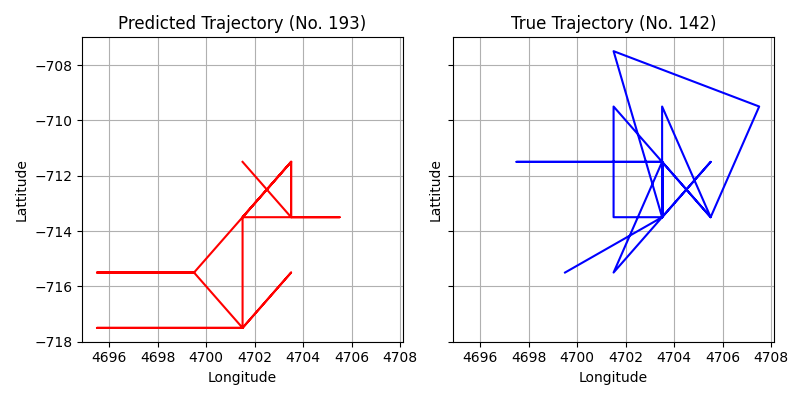 Predicted Trajectory (No. 193)
True Trajectory (No. 142)
−708
−710
−712
−714
−716
−718
Lattitude
Lattitude
4696 4698 4700 4702 4704 4706 4708
4696 4698 4700 4702 4704 4706 4708
Longitude
Longitude